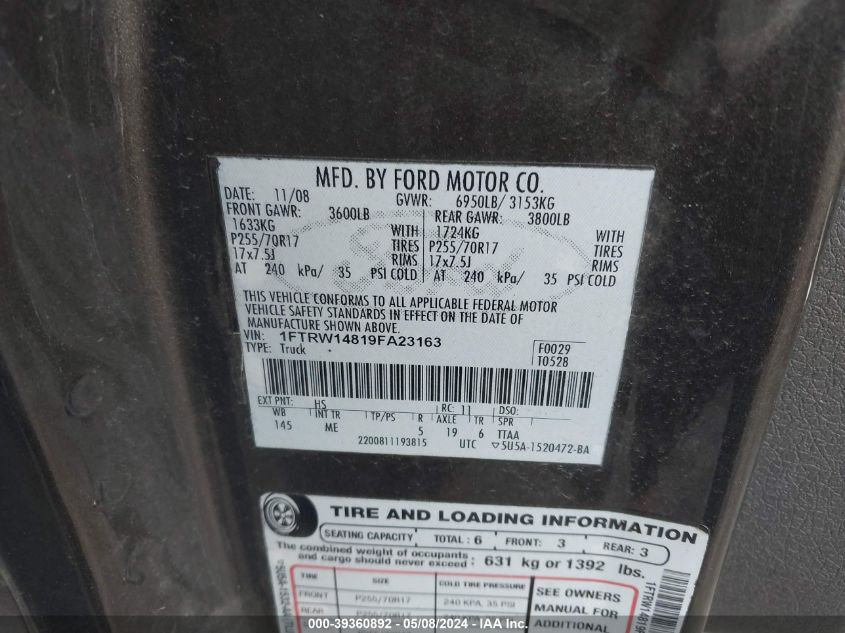 MFD. BY FORD MOTOR CO.
DATE: 11/08 GVWR: 6950LB/ 3153KG
FRONT GAWR: 3600LB REAR GAWR: 3800LB
1633KG WITH 1724KG WITH
P255/70R17 TIRES P255/70R17 TIRES
17x7.5J RIMS 17x7.5J RIMS
AT 240 kPa/ 35 PSI COLD AT 240 kPa/ 35 PSI COLD
THIS VEHICLE CONFORMS TO ALL APPLICABLE FEDERAL MOTOR
VEHICLE SAFETY STANDARDS IN EFFECT ON THE DATE OF
MANUFACTURE SHOWN ABOVE.
VIN: 1FTRW14819FA23163 F0029
TYPE: Truck T0528
EXT PNT: HS RC: 11 DSO:
WB INT TR TP/PS R AXLE TR SPR
145 ME 5 19 6 TTAA
2200811193815 UTC ▽5U5A-1520472-BA
TIRE AND LOADING INFORMATION
SEATING CAPACITY TOTAL: 6 FRONT: 3 REAR: 3
The combined weight of occupants
and cargo should never exceed : 631 kg or 1392 lbs.
TIRE SIZE COLD TIRE PRESSURE SEE OWNERS
FRONT P255/70R17 240 KPA, 35 PSI MANUAL FOR
REAR P255/70R17 ADDITIONAL
1FTRW14819
000-39360892 - 05/08/2024 - IAA Inc.